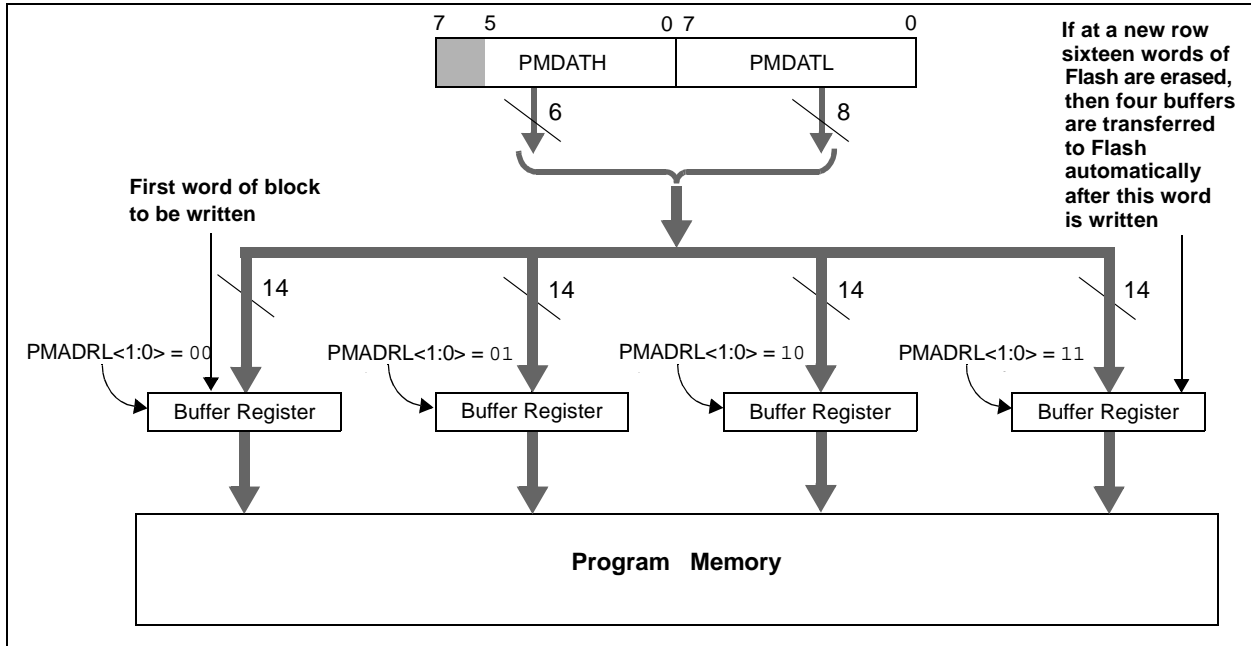 7 5 0 7 0
PMDATH PMDATL
6 8
If at a new row
sixteen words of
Flash are erased,
then four buffers
are transferred
to Flash
automatically
after this word
is written
First word of block
to be written
14 14 14 14
PMADRL<1:0> = 00 PMADRL<1:0> = 01 PMADRL<1:0> = 10 PMADRL<1:0> = 11
Buffer Register Buffer Register Buffer Register Buffer Register
Program Memory